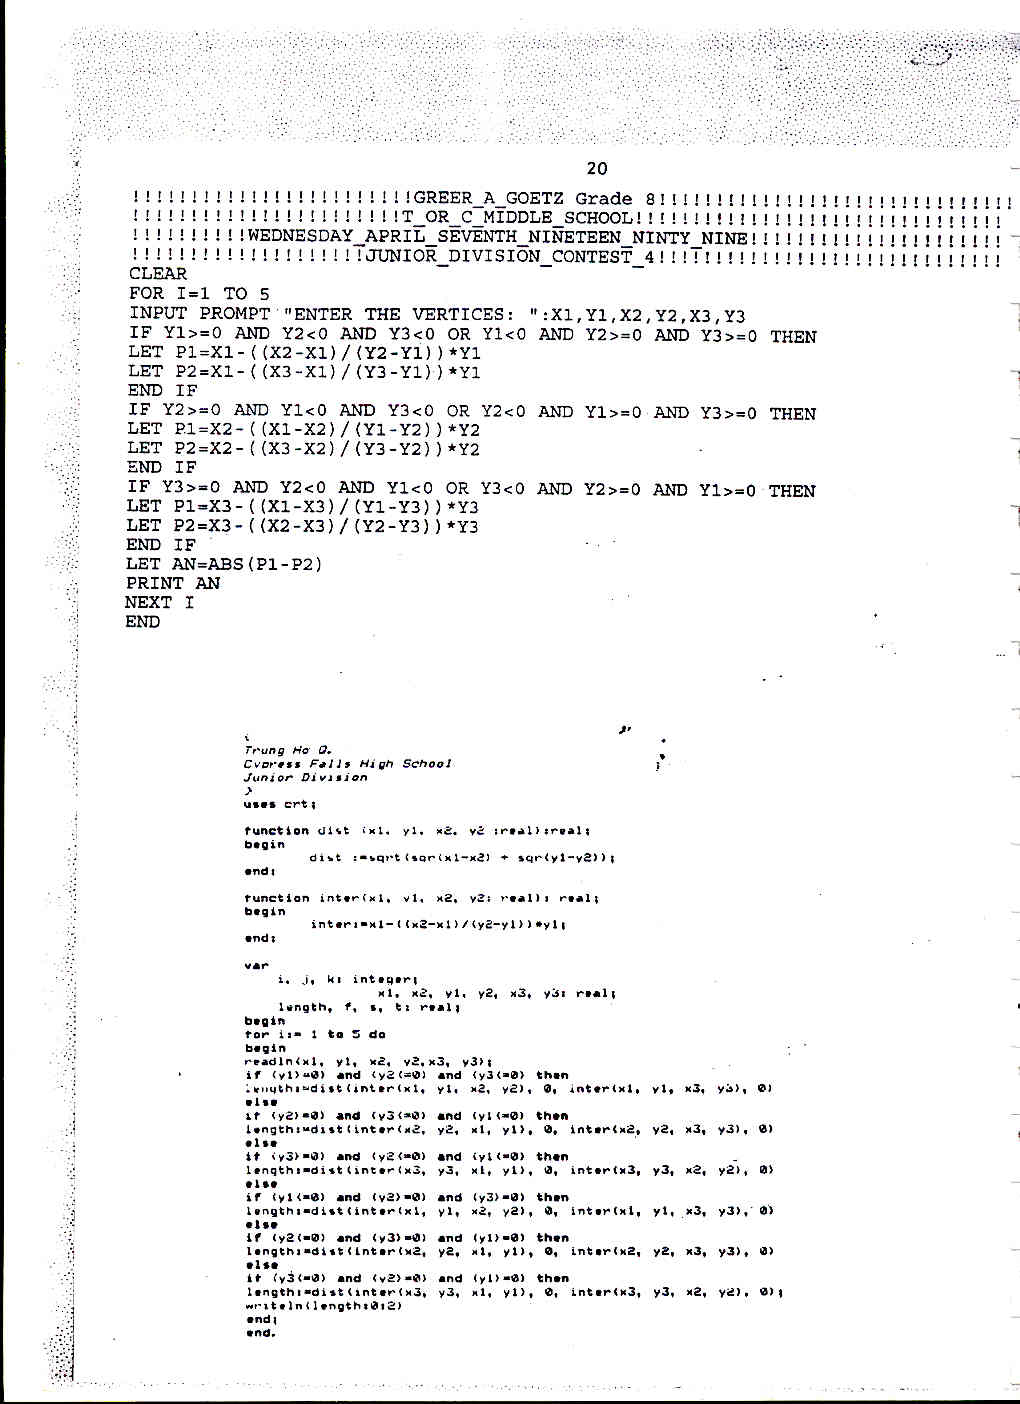 20
!!!!!!!!!!!!!!!!!!!!!!!!GREER_A_GOETZ Grade 8!!!!!!!!!!!!!!!!!!!!!!!!!!!!!!
!!!!!!!!!!!!!!!!!!!!!!!T_OR_C_MIDDLE_SCHOOL!!!!!!!!!!!!!!!!!!!!!!!!!!!!!!!
!!!!!!!!!!WEDNESDAY_APRIL_SEVENTH_NINETEEN_NINTY_NINE!!!!!!!!!!!!!!!!!!!!!
!!!!!!!!!!!!!!!!!!!!JUNIOR_DIVISION_CONTEST_4!!!!!!!!!!!!!!!!!!!!!!!!!!!!!
CLEAR
FOR I=1 TO 5
INPUT PROMPT "ENTER THE VERTICES: ":X1,Y1,X2,Y2,X3,Y3
IF Y1>=0 AND Y2<0 AND Y3<0 OR Y1<0 AND Y2>=0 AND Y3>=0 THEN
LET P1=X1-((X2-X1)/(Y2-Y1))*Y1
LET P2=X1-((X3-X1)/(Y3-Y1))*Y1
END IF
IF Y2>=0 AND Y1<0 AND Y3<0 OR Y2<0 AND Y1>=0 AND Y3>=0 THEN
LET P1=X2-((X1-X2)/(Y1-Y2))*Y2
LET P2=X2-((X3-X2)/(Y3-Y2))*Y2
END IF
IF Y3>=0 AND Y2<0 AND Y1<0 OR Y3<0 AND Y2>=0 AND Y1>=0 THEN
LET P1=X3-((X1-X3)/(Y1-Y3))*Y3
LET P2=X3-((X2-X3)/(Y2-Y3))*Y3
END IF
LET AN=ABS(P1-P2)
PRINT AN
NEXT I
END
{
Trung Ho Q.
Cypress Falls High School
Junior Division
}
uses crt;
function dist (x1, y1, x2, y2 :real):real;
begin
dist :=sqrt(sqr(x1-x2) + sqr(y1-y2));
end;
function inter(x1, y1, x2, y2: real): real;
begin
inter:=x1-((x2-x1)/(y2-y1))*y1;
end;
var
i, j, k: integer;
x1, x2, y1, y2, x3, y3: real;
length, f, s, t: real;
begin
for i:= 1 to 5 do
begin
readln(x1, y1, x2, y2,x3, y3);
if (y1>=0) and (y2<=0) and (y3<=0) then
length:=dist(inter(x1, y1, x2, y2), 0, inter(x1, y1, x3, y3), 0)
else
if (y2>=0) and (y3<=0) and (y1<=0) then
length:=dist(inter(x2, y2, x1, y1), 0, inter(x2, y2, x3, y3), 0)
else
if (y3>=0) and (y2<=0) and (y1<=0) then
length:=dist(inter(x3, y3, x1, y1), 0, inter(x3, y3, x2, y2), 0)
else
if (y1<=0) and (y2>=0) and (y3>=0) then
length:=dist(inter(x1, y1, x2, y2), 0, inter(x1, y1, x3, y3), 0)
else
if (y2<=0) and (y3>=0) and (y1>=0) then
length:=dist(inter(x2, y2, x1, y1), 0, inter(x2, y2, x3, y3), 0)
else
if (y3<=0) and (y2>=0) and (y1>=0) then
length:=dist(inter(x3, y3, x1, y1), 0, inter(x3, y3, x2, y2), 0);
writeln(length:0:2)
end;
end.